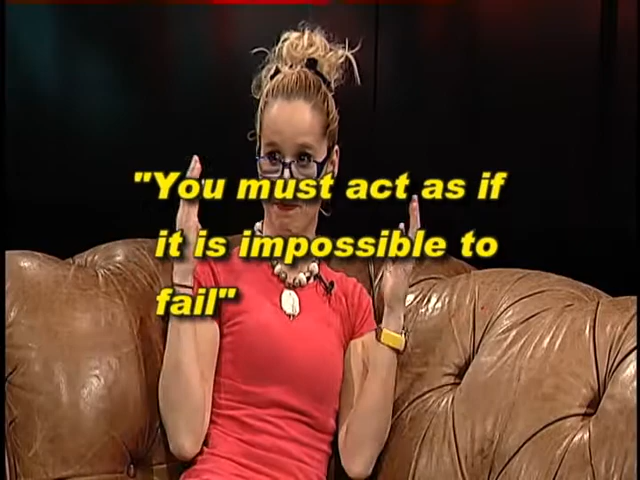 "You must act as if
it is impossible to
fail"